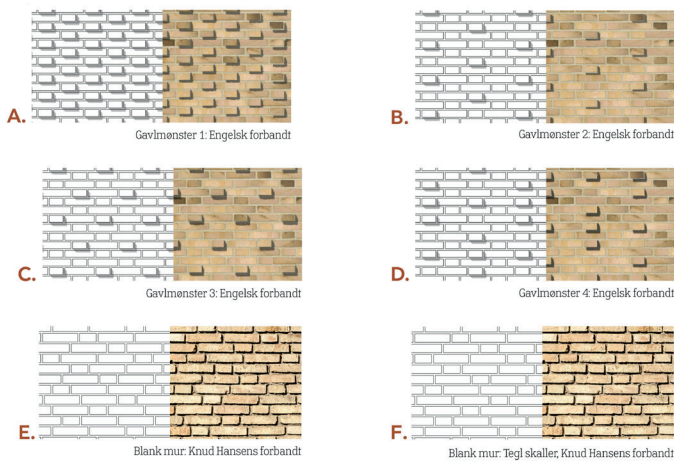 A.
Gavlmønster 1: Engelsk forbandt
B.
Gavlmønster 2: Engelsk forbandt
C.
Gavlmønster 3: Engelsk forbandt
D.
Gavlmønster 4: Engelsk forbandt
E.
Blank mur: Knud Hansens forbandt
F.
Blank mur: Tegl skaller, Knud Hansens forbandt